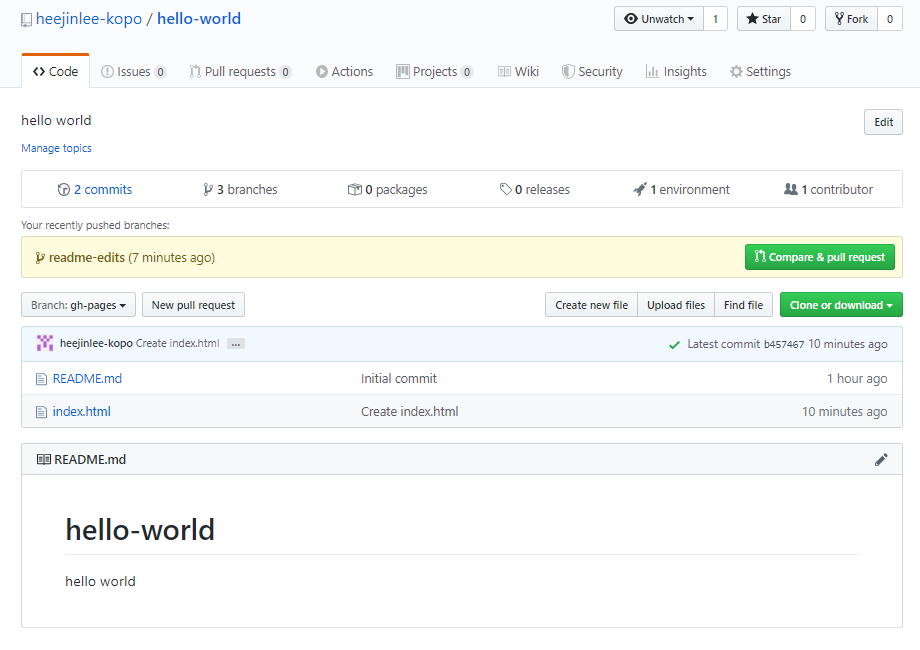 heejinlee-kopo / hello-world Unwatch 1 Star 0 Fork 0
Code Issues 0 Pull requests 0 Actions Projects 0 Wiki Security Insights Settings
hello world Edit
Manage topics
2 commits 3 branches 0 packages 0 releases 1 environment 1 contributor
Your recently pushed branches:
readme-edits (7 minutes ago) Compare & pull request
Branch: gh-pages New pull request Create new file Upload files Find file Clone or download
heejinlee-kopo Create index.html ... Latest commit b457467 10 minutes ago
README.md Initial commit 1 hour ago
index.html Create index.html 10 minutes ago
README.md
hello-world
hello world